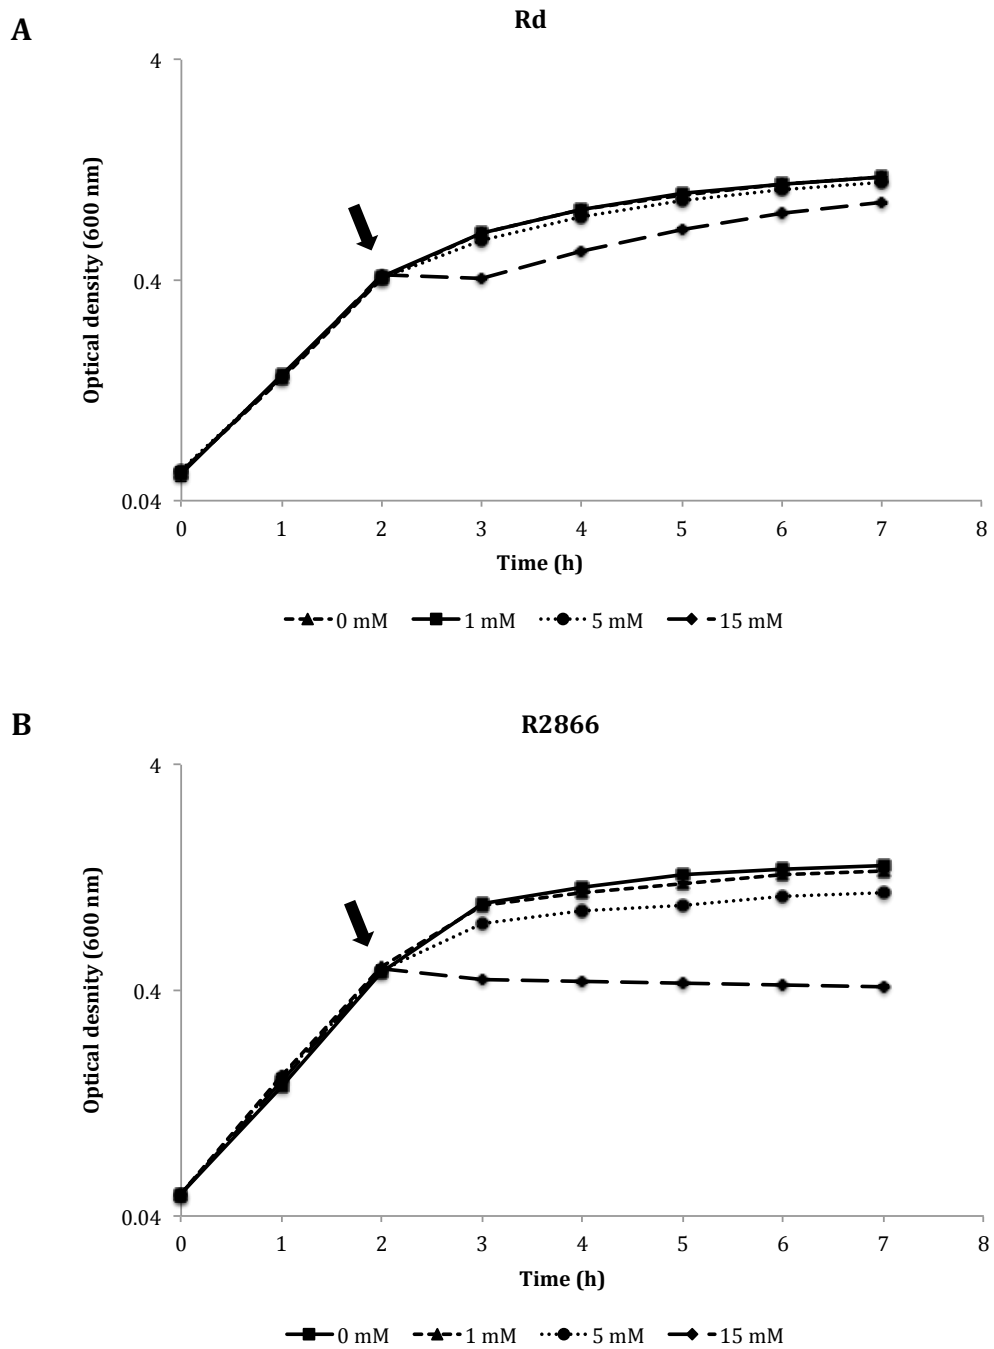 A
Rd
4
0.4
0.04
Optical density (600 nm)
0 1 2 3 4 5 6 7 8
Time (h)
0 mM 1 mM 5 mM 15 mM
B
R2866
4
0.4
0.04
Optical desnity (600 nm)
0 1 2 3 4 5 6 7 8
Time (h)
0 mM 1 mM 5 mM 15 mM